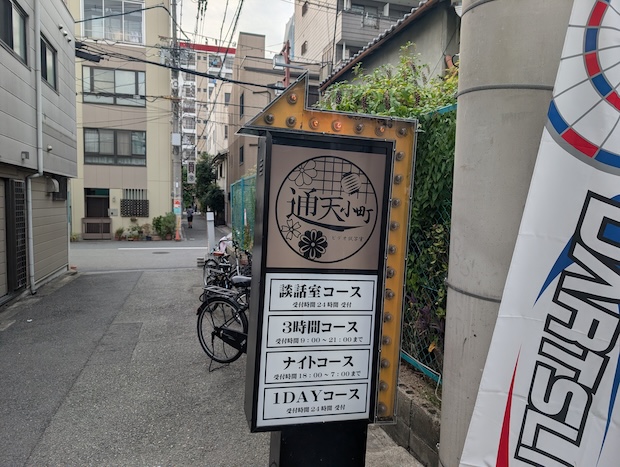 通天小町
談話室コース
受付時間24時間 受付
3時間コース
受付時間9:00～21:00まで
ナイトコース
受付時間18:00～7:00まで
1DAYコース
受付時間24時間 受付
DARTSLI